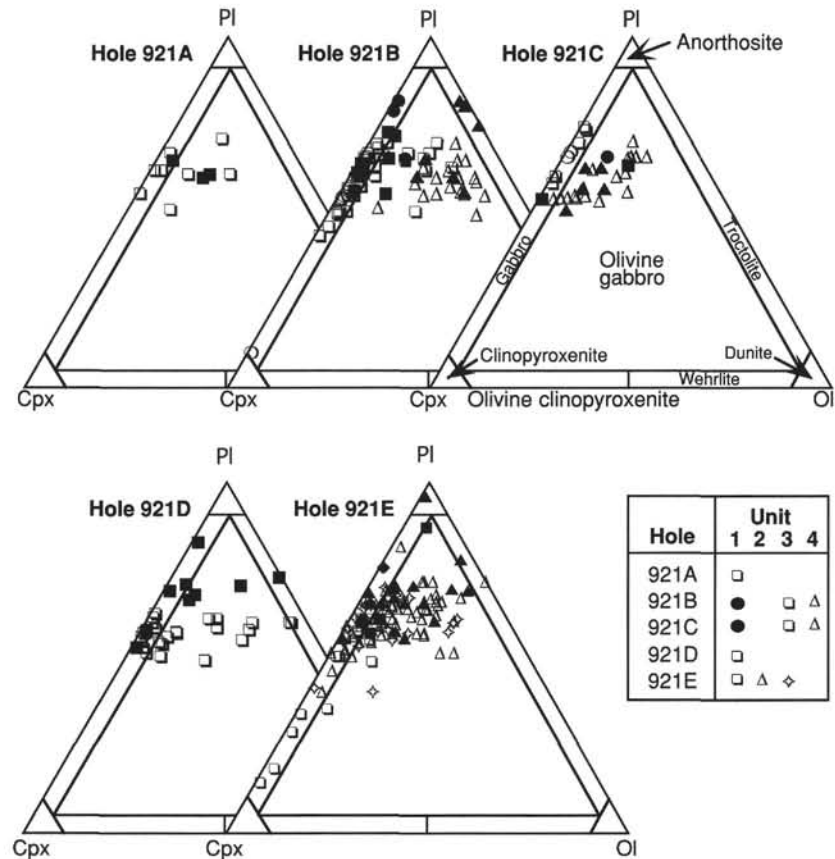 Pl Pl Pl
Hole 921A Hole 921B Hole 921C Anorthosite
Gabbro
Troctolite
Olivine
gabbro
Clinopyroxenite Dunite
Wehrlite
Cpx Cpx Cpx Olivine clinopyroxenite Ol
Pl Pl
Hole 921D Hole 921E
Cpx Cpx Ol
Unit
Hole 1 2 3 4
921A
921B
921C
921D
921E